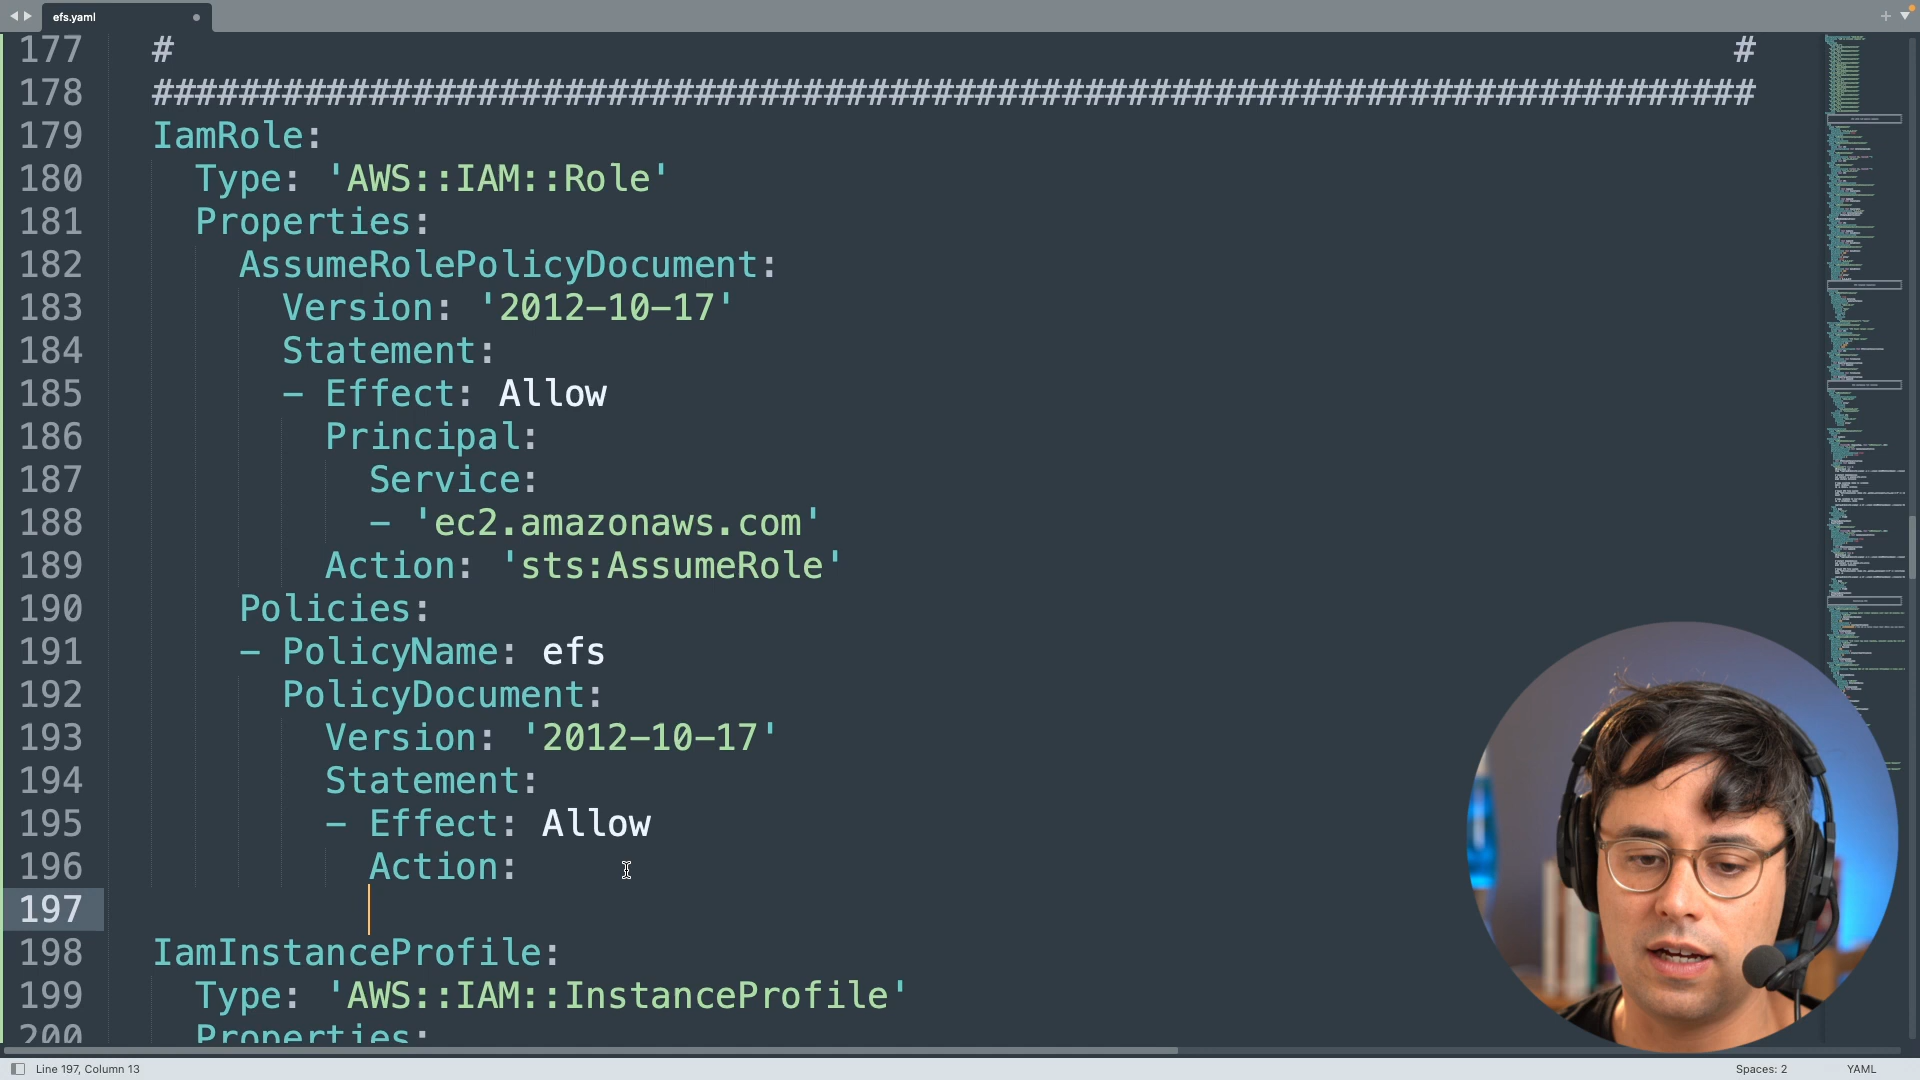 efs.yaml
177 # #
178 ##########################################################################
179 IamRole:
180 Type: 'AWS::IAM::Role'
181 Properties:
182 AssumeRolePolicyDocument:
183 Version: '2012-10-17'
184 Statement:
185 - Effect: Allow
186 Principal:
187 Service:
188 - 'ec2.amazonaws.com'
189 Action: 'sts:AssumeRole'
190 Policies:
191 - PolicyName: efs
192 PolicyDocument:
193 Version: '2012-10-17'
194 Statement:
195 - Effect: Allow
196 Action:
197
198 IamInstanceProfile:
199 Type: 'AWS::IAM::InstanceProfile'
200 Properties:
Line 197, Column 13
Spaces: 2
YAML